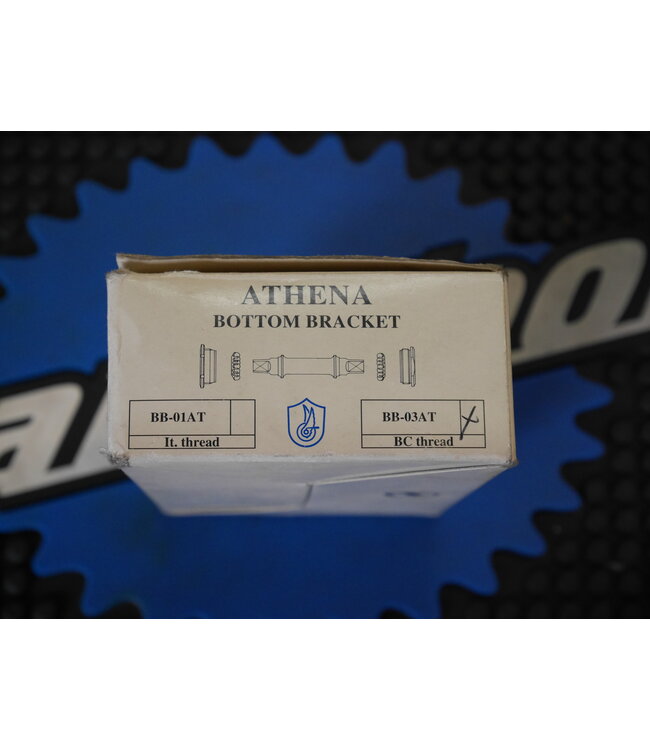 ATHENA
BOTTOM BRACKET
BB-01AT
It. thread
BB-03AT
BC thread